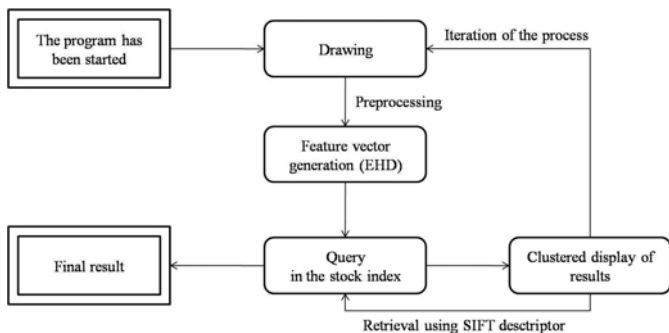 The program has
been started
Drawing
Iteration of the process
Preprocessing
Feature vector
generation (EHD)
Final result
Query
in the stock index
Clustered display of
results
Retrieval using SIFT desctriptor